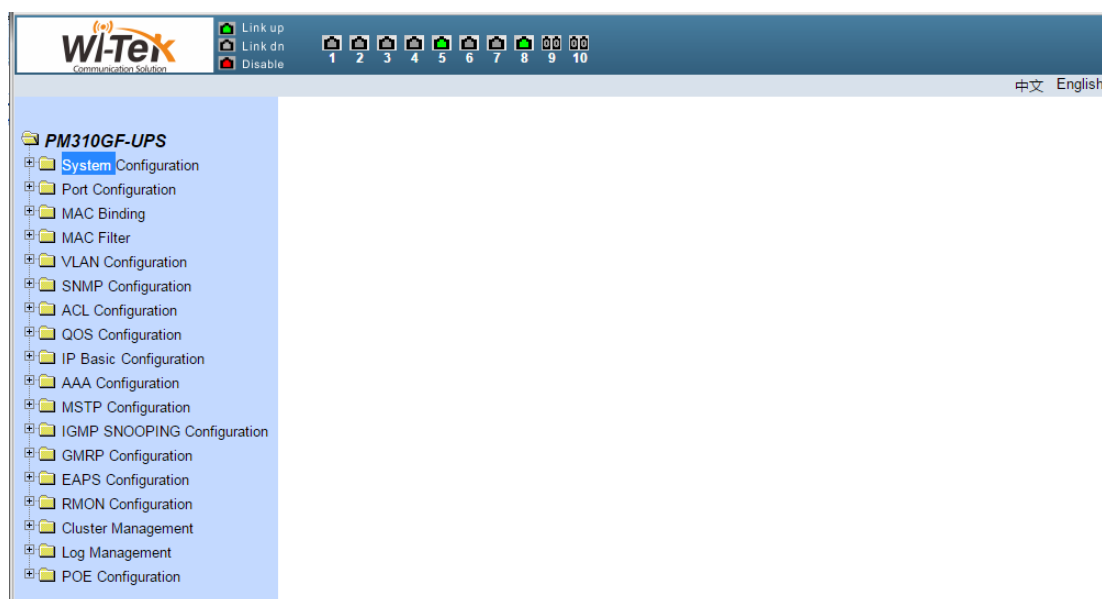 WI-TeK
Communication Solution
Link up
Link dn
Disable
1 2 3 4 5 6 7 8 9 10
中文 English
PM310GF-UPS
System Configuration
Port Configuration
MAC Binding
MAC Filter
VLAN Configuration
SNMP Configuration
ACL Configuration
QOS Configuration
IP Basic Configuration
AAA Configuration
MSTP Configuration
IGMP SNOOPING Configuration
GMRP Configuration
EAPS Configuration
RMON Configuration
Cluster Management
Log Management
POE Configuration